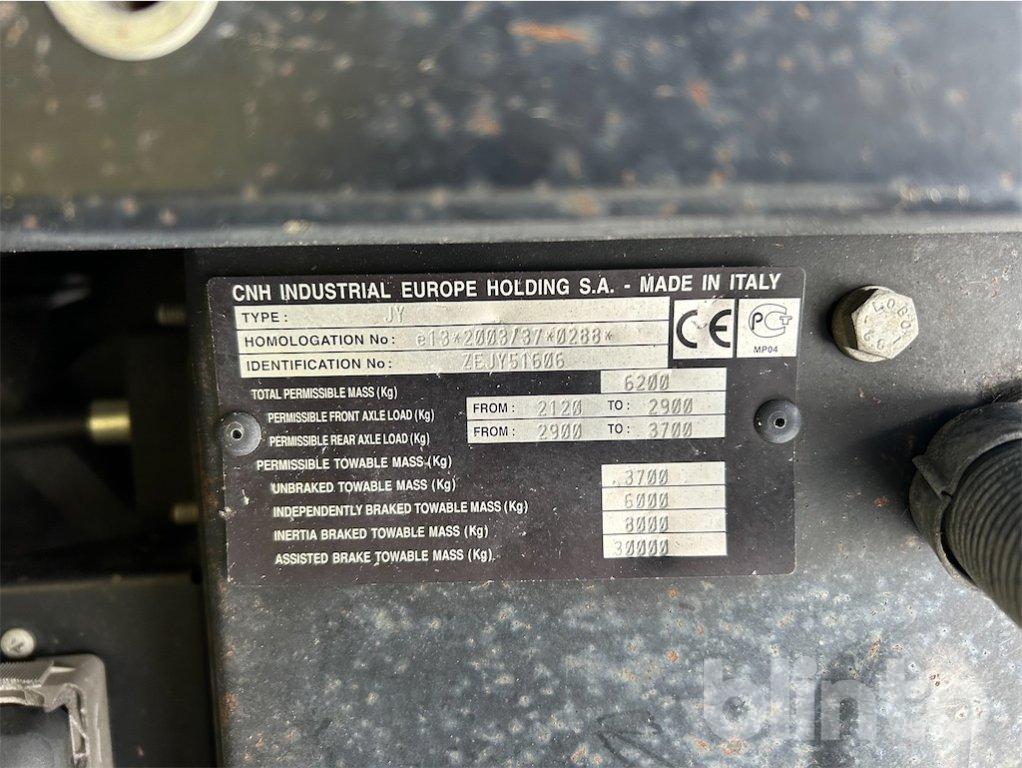 CNH INDUSTRIAL EUROPE HOLDING S.A. - MADE IN ITALY
TYPE: JY
HOMOLOGATION No: e13*2003/37*0288*
IDENTIFICATION No: ZEJY51606
CE
PCT
MP04
TOTAL PERMISSIBLE MASS (Kg) 6200
PERMISSIBLE FRONT AXLE LOAD (Kg) FROM: 2120 TO: 2900
PERMISSIBLE REAR AXLE LOAD (Kg) FROM: 2900 TO: 3700
PERMISSIBLE TOWABLE MASS (Kg)
UNBRAKED TOWABLE MASS (Kg) 3700
INDEPENDENTLY BRAKED TOWABLE MASS (Kg) 6000
INERTIA BRAKED TOWABLE MASS (Kg) 8000
ASSISTED BRAKE TOWABLE MASS (Kg) 30000
blinto